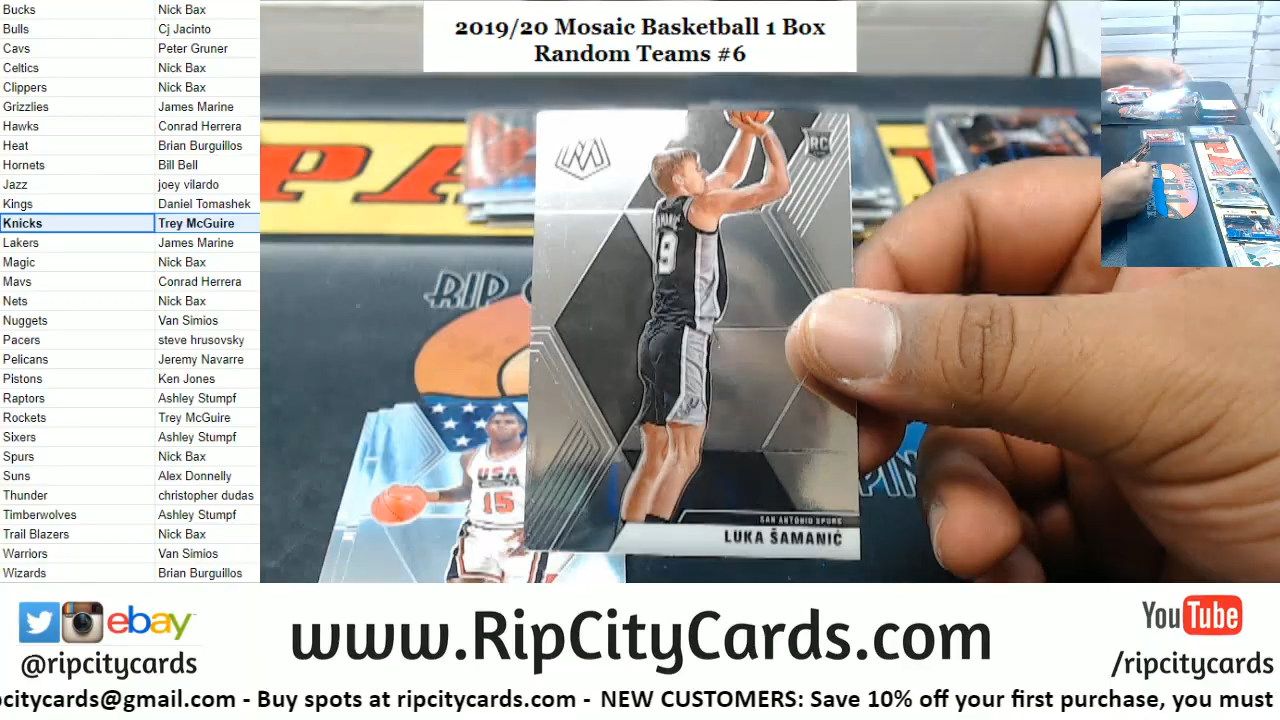 Bucks Nick Bax
Bulls Cj Jacinto
Cavs Peter Gruner
Celtics Nick Bax
Clippers Nick Bax
Grizzlies James Marine
Hawks Conrad Herrera
Heat Brian Burguillos
Hornets Bill Bell
Jazz joey vilardo
Kings Daniel Tomashek
Knicks Trey McGuire
Lakers James Marine
Magic Nick Bax
Mavs Conrad Herrera
Nets Nick Bax
Nuggets Van Simios
Pacers steve hrusovsky
Pelicans Jeremy Navarre
Pistons Ken Jones
Raptors Ashley Stumpf
Rockets Trey McGuire
Sixers Ashley Stumpf
Spurs Nick Bax
Suns Alex Donnelly
Thunder christopher dudas
Timberwolves Ashley Stumpf
Trail Blazers Nick Bax
Warriors Van Simios
Wizards Brian Burguillos
2019/20 Mosaic Basketball 1 Box
Random Teams #6
RC
RIP
19
USA
15
SAN ANTONIO SPURS
LUKA ŠAMANIĆ
ebay
@ripcitycards
www.RipCityCards.com
YouTube
/ripcitycards
pcitycards@gmail.com - Buy spots at ripcitycards.com - NEW CUSTOMERS: Save 10% off your first purchase, you must